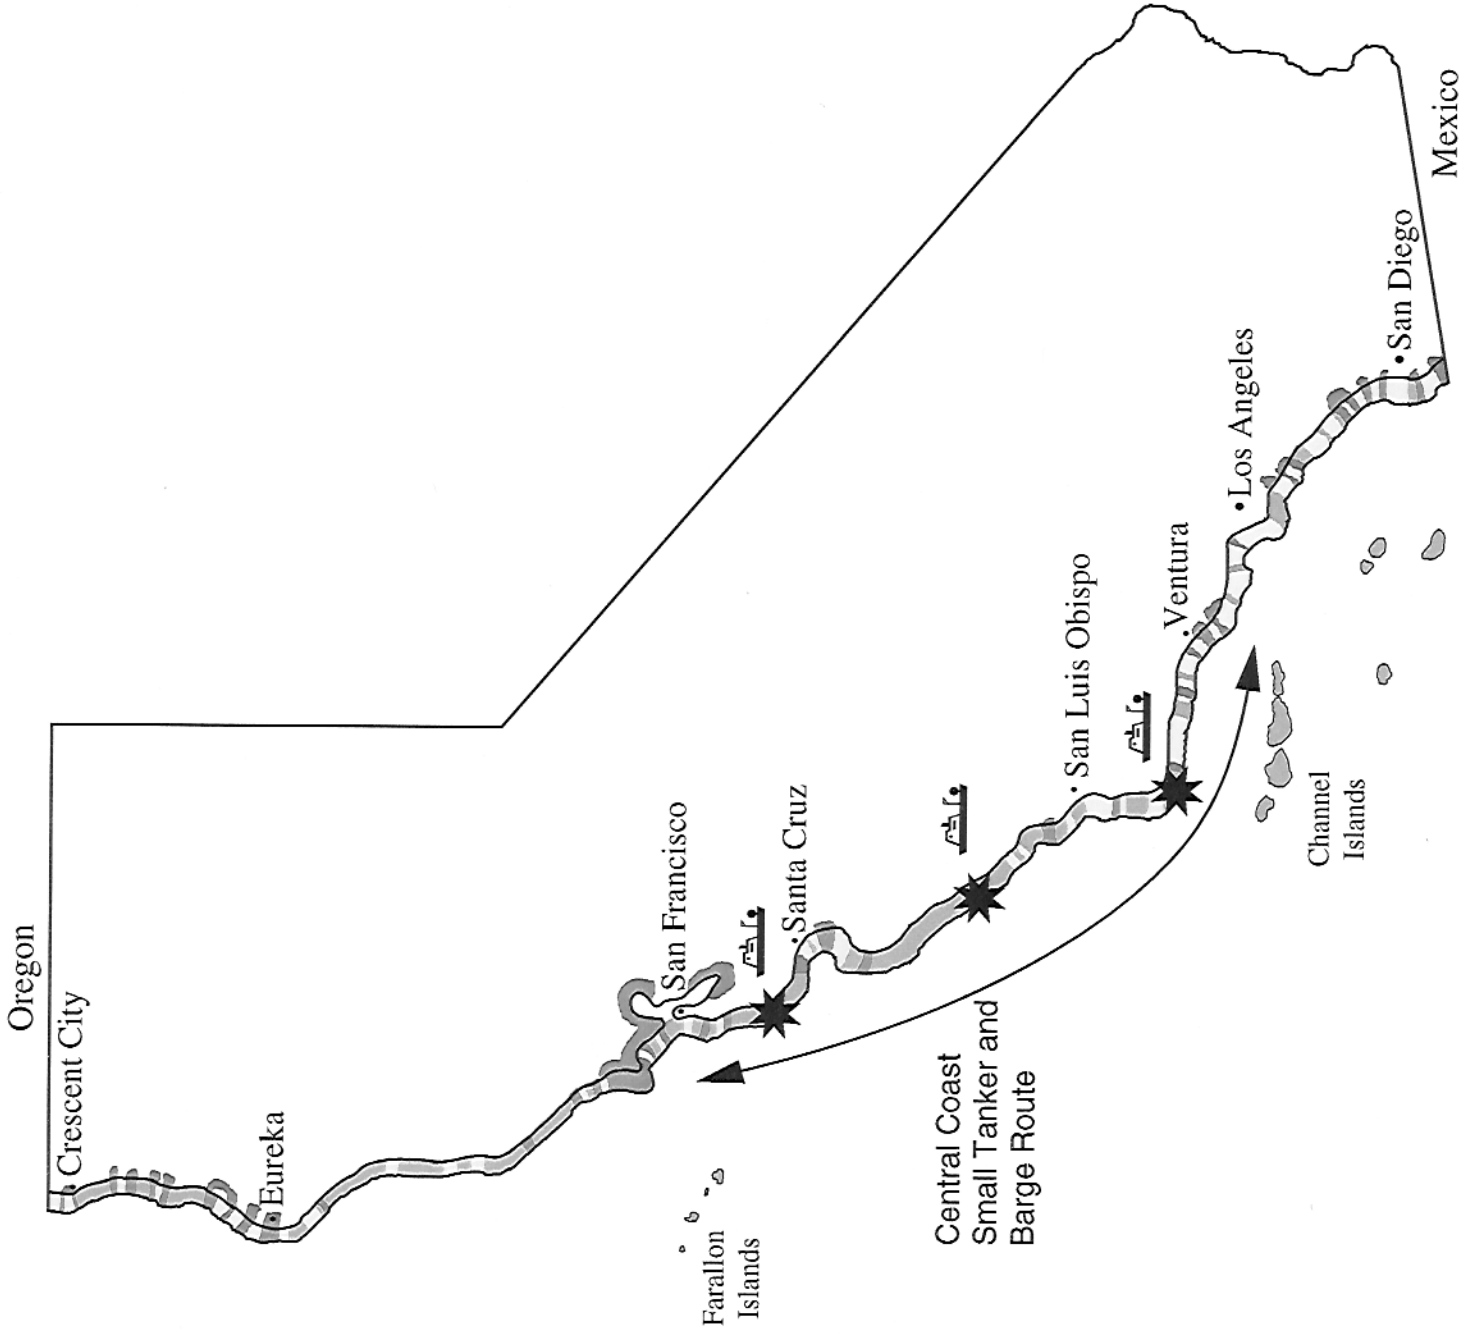 Oregon
Crescent City
Eureka
San Francisco
Santa Cruz
Farallon
Islands
Central Coast
Small Tanker and
Barge Route
San Luis Obispo
Ventura
Los Angeles
Channel
Islands
San Diego
Mexico